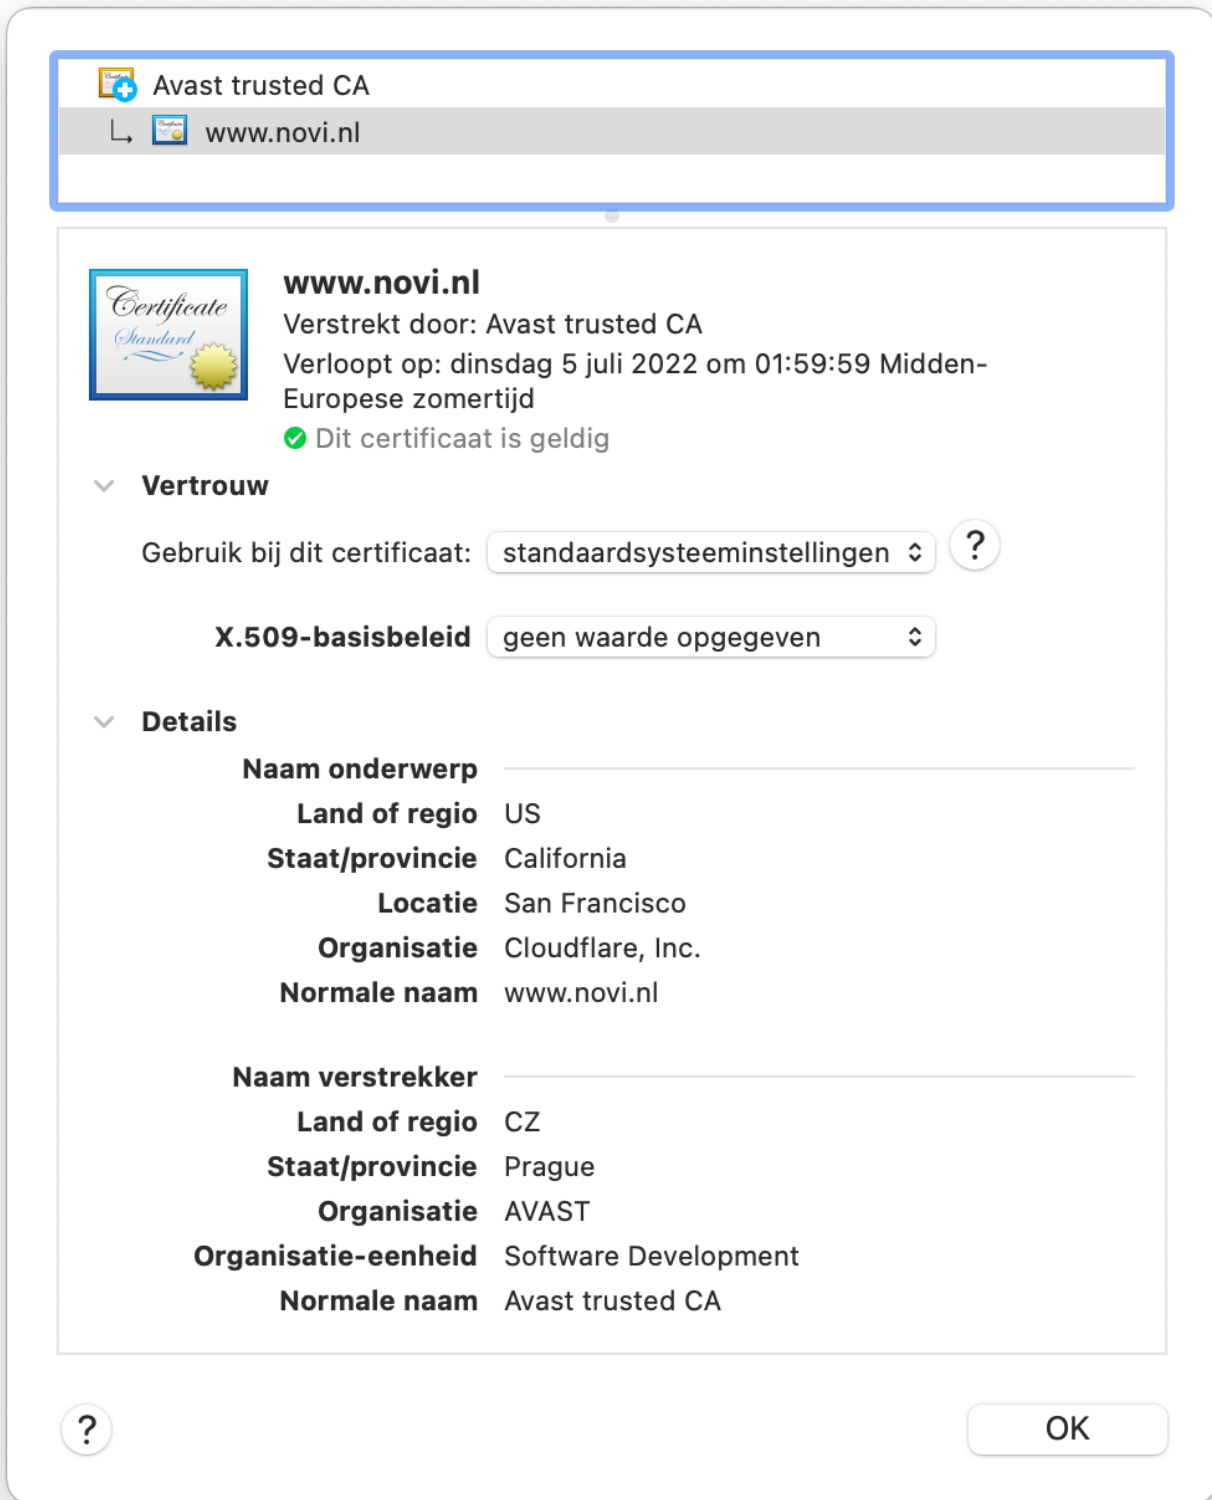 Avast trusted CA
www.novi.nl
Certificate
Standard
www.novi.nl
Verstrekt door: Avast trusted CA
Verloopt op: dinsdag 5 juli 2022 om 01:59:59 Midden-
Europese zomertijd
Dit certificaat is geldig
Vertrouw
Gebruik bij dit certificaat: standaardsysteeminstellingen ?
X.509-basisbeleid geen waarde opgegeven
Details
Naam onderwerp
Land of regio US
Staat/provincie California
Locatie San Francisco
Organisatie Cloudflare, Inc.
Normale naam www.novi.nl
Naam verstrekker
Land of regio CZ
Staat/provincie Prague
Organisatie AVAST
Organisatie-eenheid Software Development
Normale naam Avast trusted CA
? OK